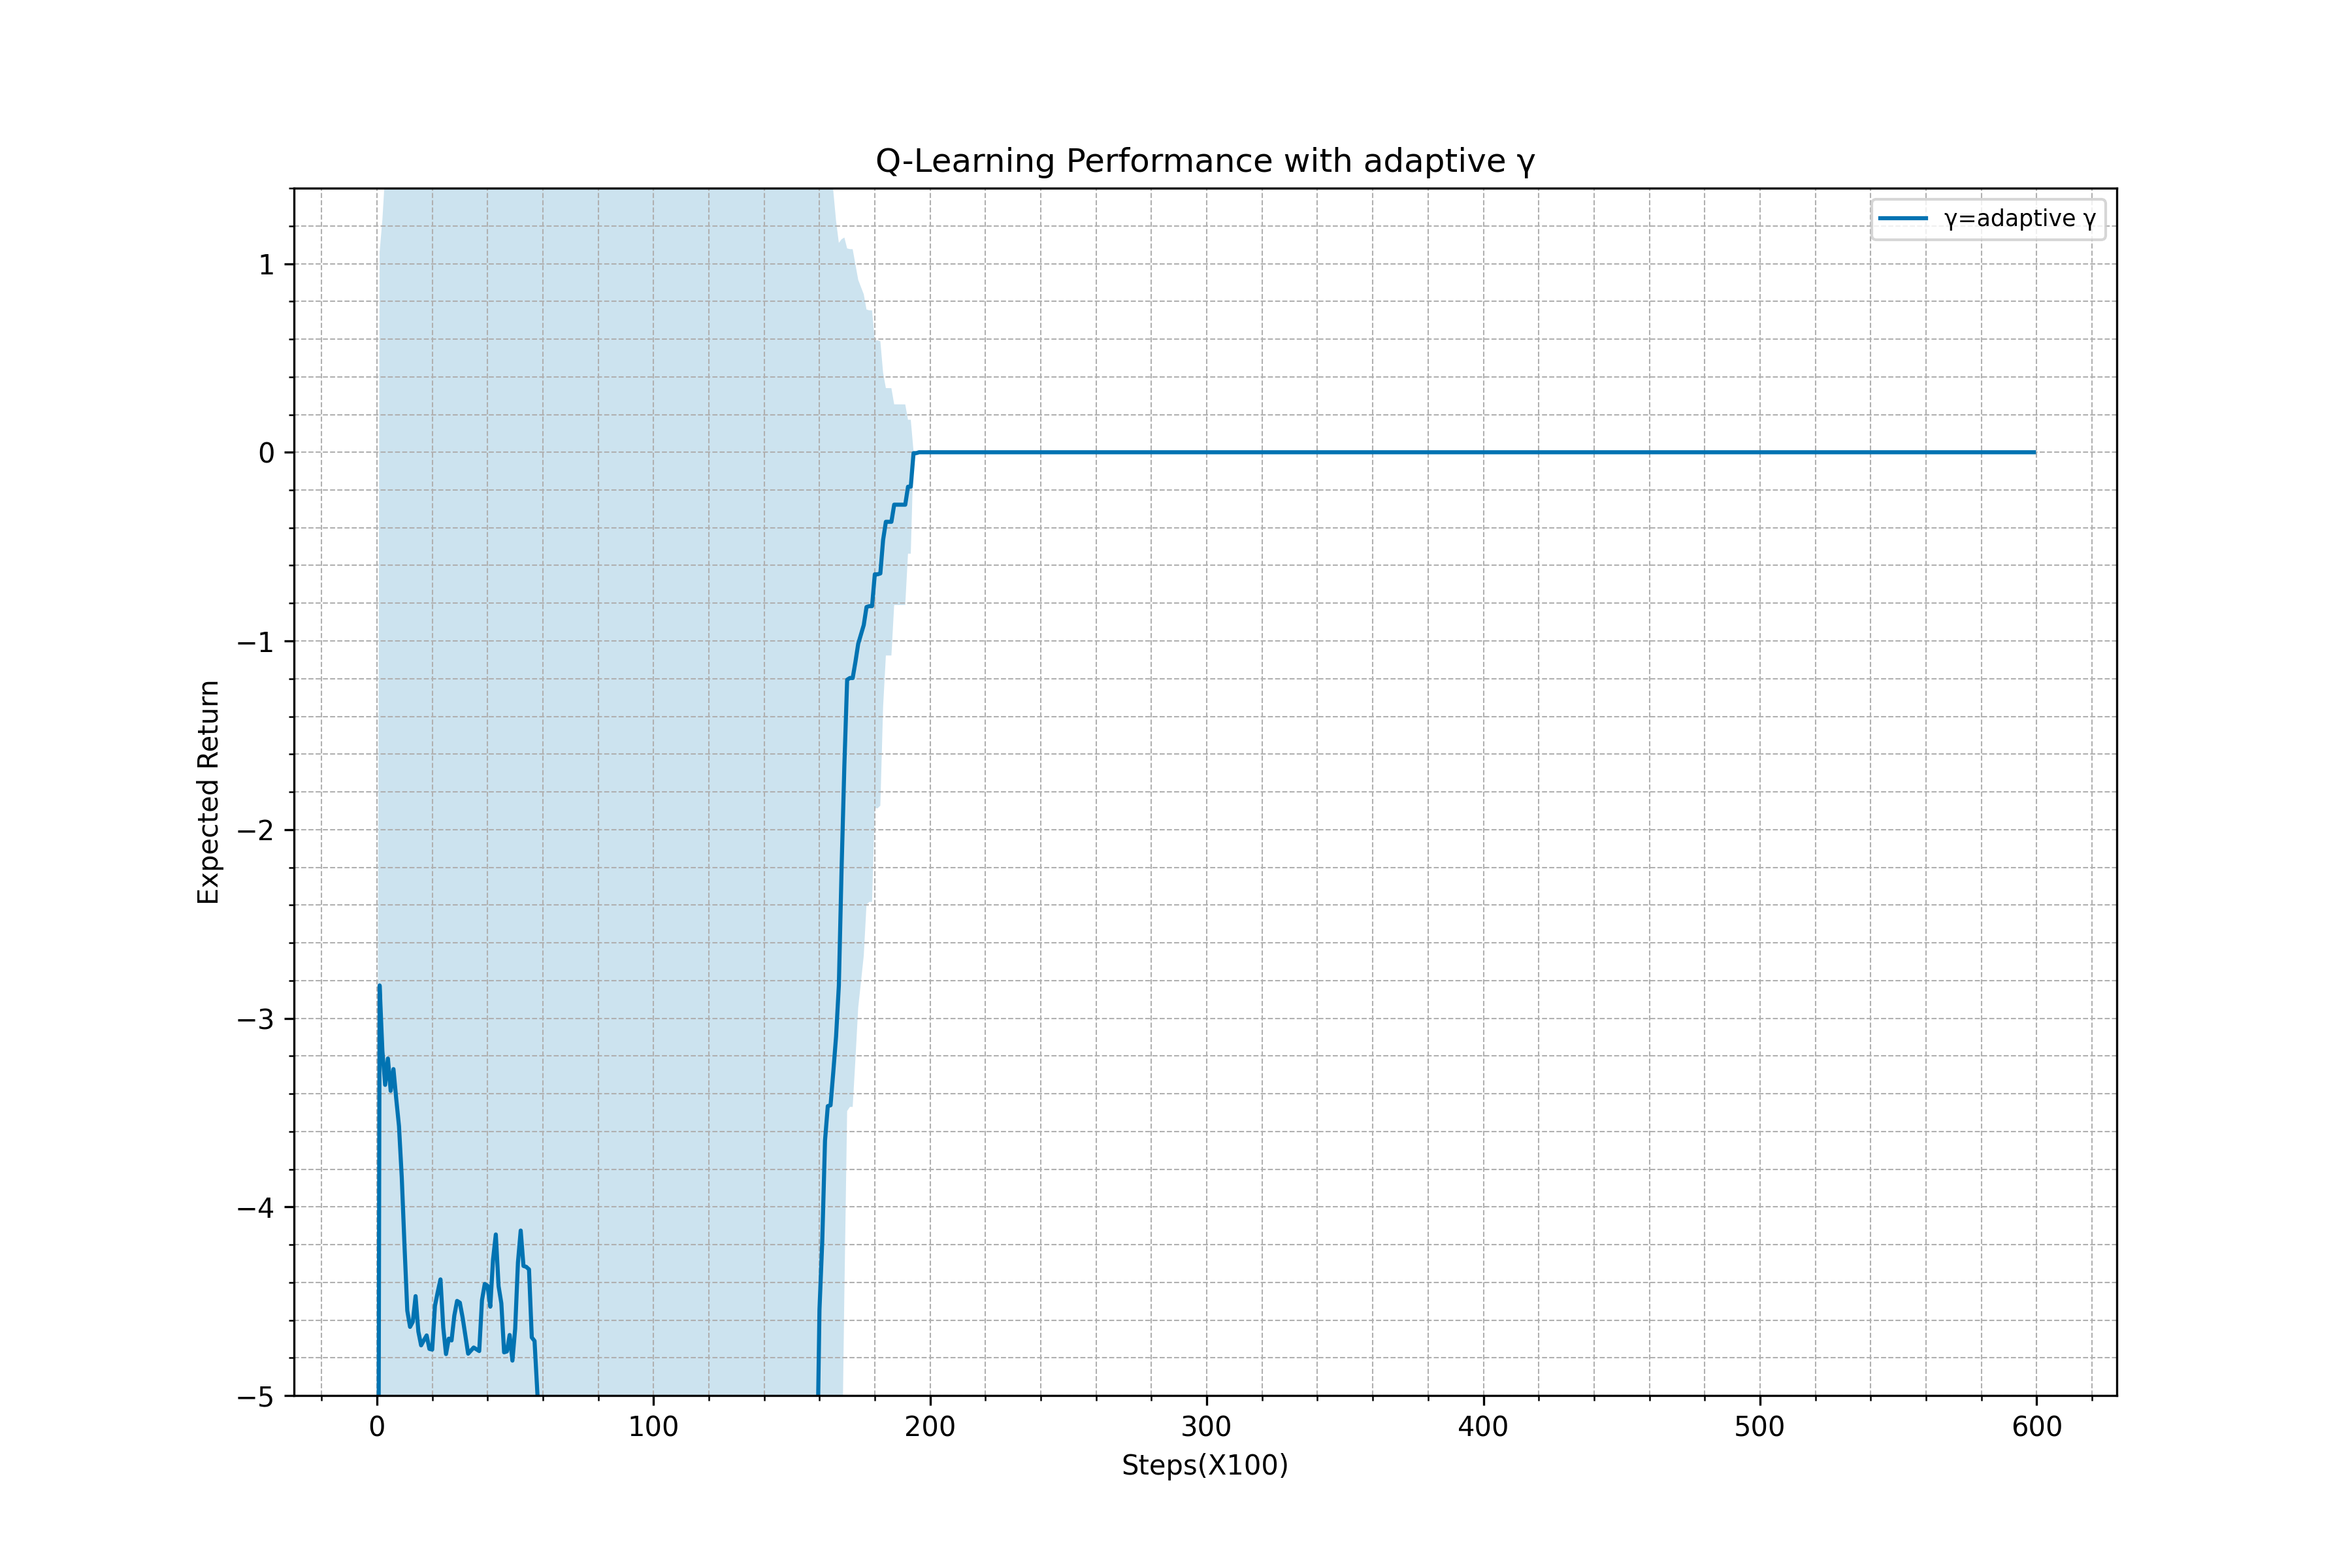 Q-Learning Performance with adaptive γ
γ=adaptive γ
Expected Return
1
0
−1
−2
−3
−4
−5
0 100 200 300 400 500 600
Steps(X100)